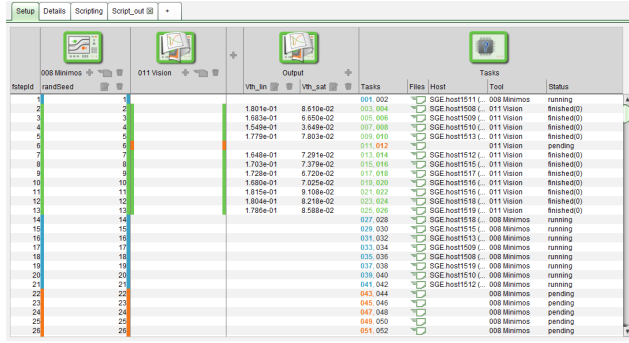 Setup Details Scripting Script_out +
008 Minimos 011 Vision Output Tasks
fstepId randSeed Vth_lin Vth_sat Tasks Files Host Tool Status
1 1 001, 002 SGE.host1511 (... 008 Minimos running
2 2 1.801e-01 8.610e-02 003, 004 SGE.host1508 (... 011 Vision finished(0)
3 3 1.683e-01 6.650e-02 005, 006 SGE.host1509 (... 011 Vision finished(0)
4 4 1.549e-01 3.649e-02 007, 008 SGE.host1510 (... 011 Vision finished(0)
5 5 1.779e-01 7.803e-02 009, 010 SGE.host1513 (... 011 Vision finished(0)
6 6 011, 012 011 Vision pending
7 7 1.648e-01 7.291e-02 013, 014 SGE.host1512 (... 011 Vision finished(0)
8 8 1.703e-01 7.379e-02 015, 016 SGE.host1515 (... 011 Vision finished(0)
9 9 1.728e-01 6.720e-02 017, 018 SGE.host1509 (... 011 Vision finished(0)
10 10 1.680e-01 7.025e-02 019, 020 SGE.host1516 (... 011 Vision finished(0)
11 11 1.815e-01 9.108e-02 021, 022 SGE.host1516 (... 011 Vision finished(0)
12 12 1.804e-01 8.218e-02 023, 024 SGE.host1518 (... 011 Vision finished(0)
13 13 1.786e-01 8.588e-02 025, 026 SGE.host1519 (... 011 Vision finished(0)
14 14 027, 028 SGE.host1518 (... 008 Minimos running
15 15 029, 030 SGE.host1515 (... 008 Minimos running
16 16 031, 032 SGE.host1513 (... 008 Minimos running
17 17 033, 034 SGE.host1509 (... 008 Minimos running
18 18 035, 036 SGE.host1508 (... 008 Minimos running
19 19 037, 038 SGE.host1519 (... 008 Minimos running
20 20 039, 040 SGE.host1510 (... 008 Minimos running
21 21 041, 042 SGE.host1512 (... 008 Minimos running
22 22 043, 044 008 Minimos pending
23 23 045, 046 008 Minimos pending
24 24 047, 048 008 Minimos pending
25 25 049, 050 008 Minimos pending
26 26 051, 052 008 Minimos pending